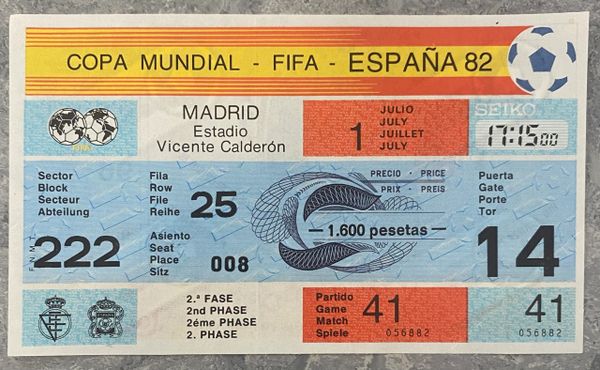 COPA MUNDIAL - FIFA - ESPAÑA 82
FIFA
MADRID
Estadio
Vicente Calderón
1
JULIO
JULY
JUILLET
JULY
SEIKO
17:15 00
Sector
Block
Secteur
Abteilung
FNMT
222
Fila
Row
File
Reihe
25
Asiento
Seat
Place
Sitz
008
PRECIO - PRICE
PRIX - PREIS
1.600 pesetas
Puerta
Gate
Porte
Tor
14
2.ª FASE
2nd PHASE
2éme PHASE
2. PHASE
Partido
Game
Match
Spiele
41
056882
41
056882